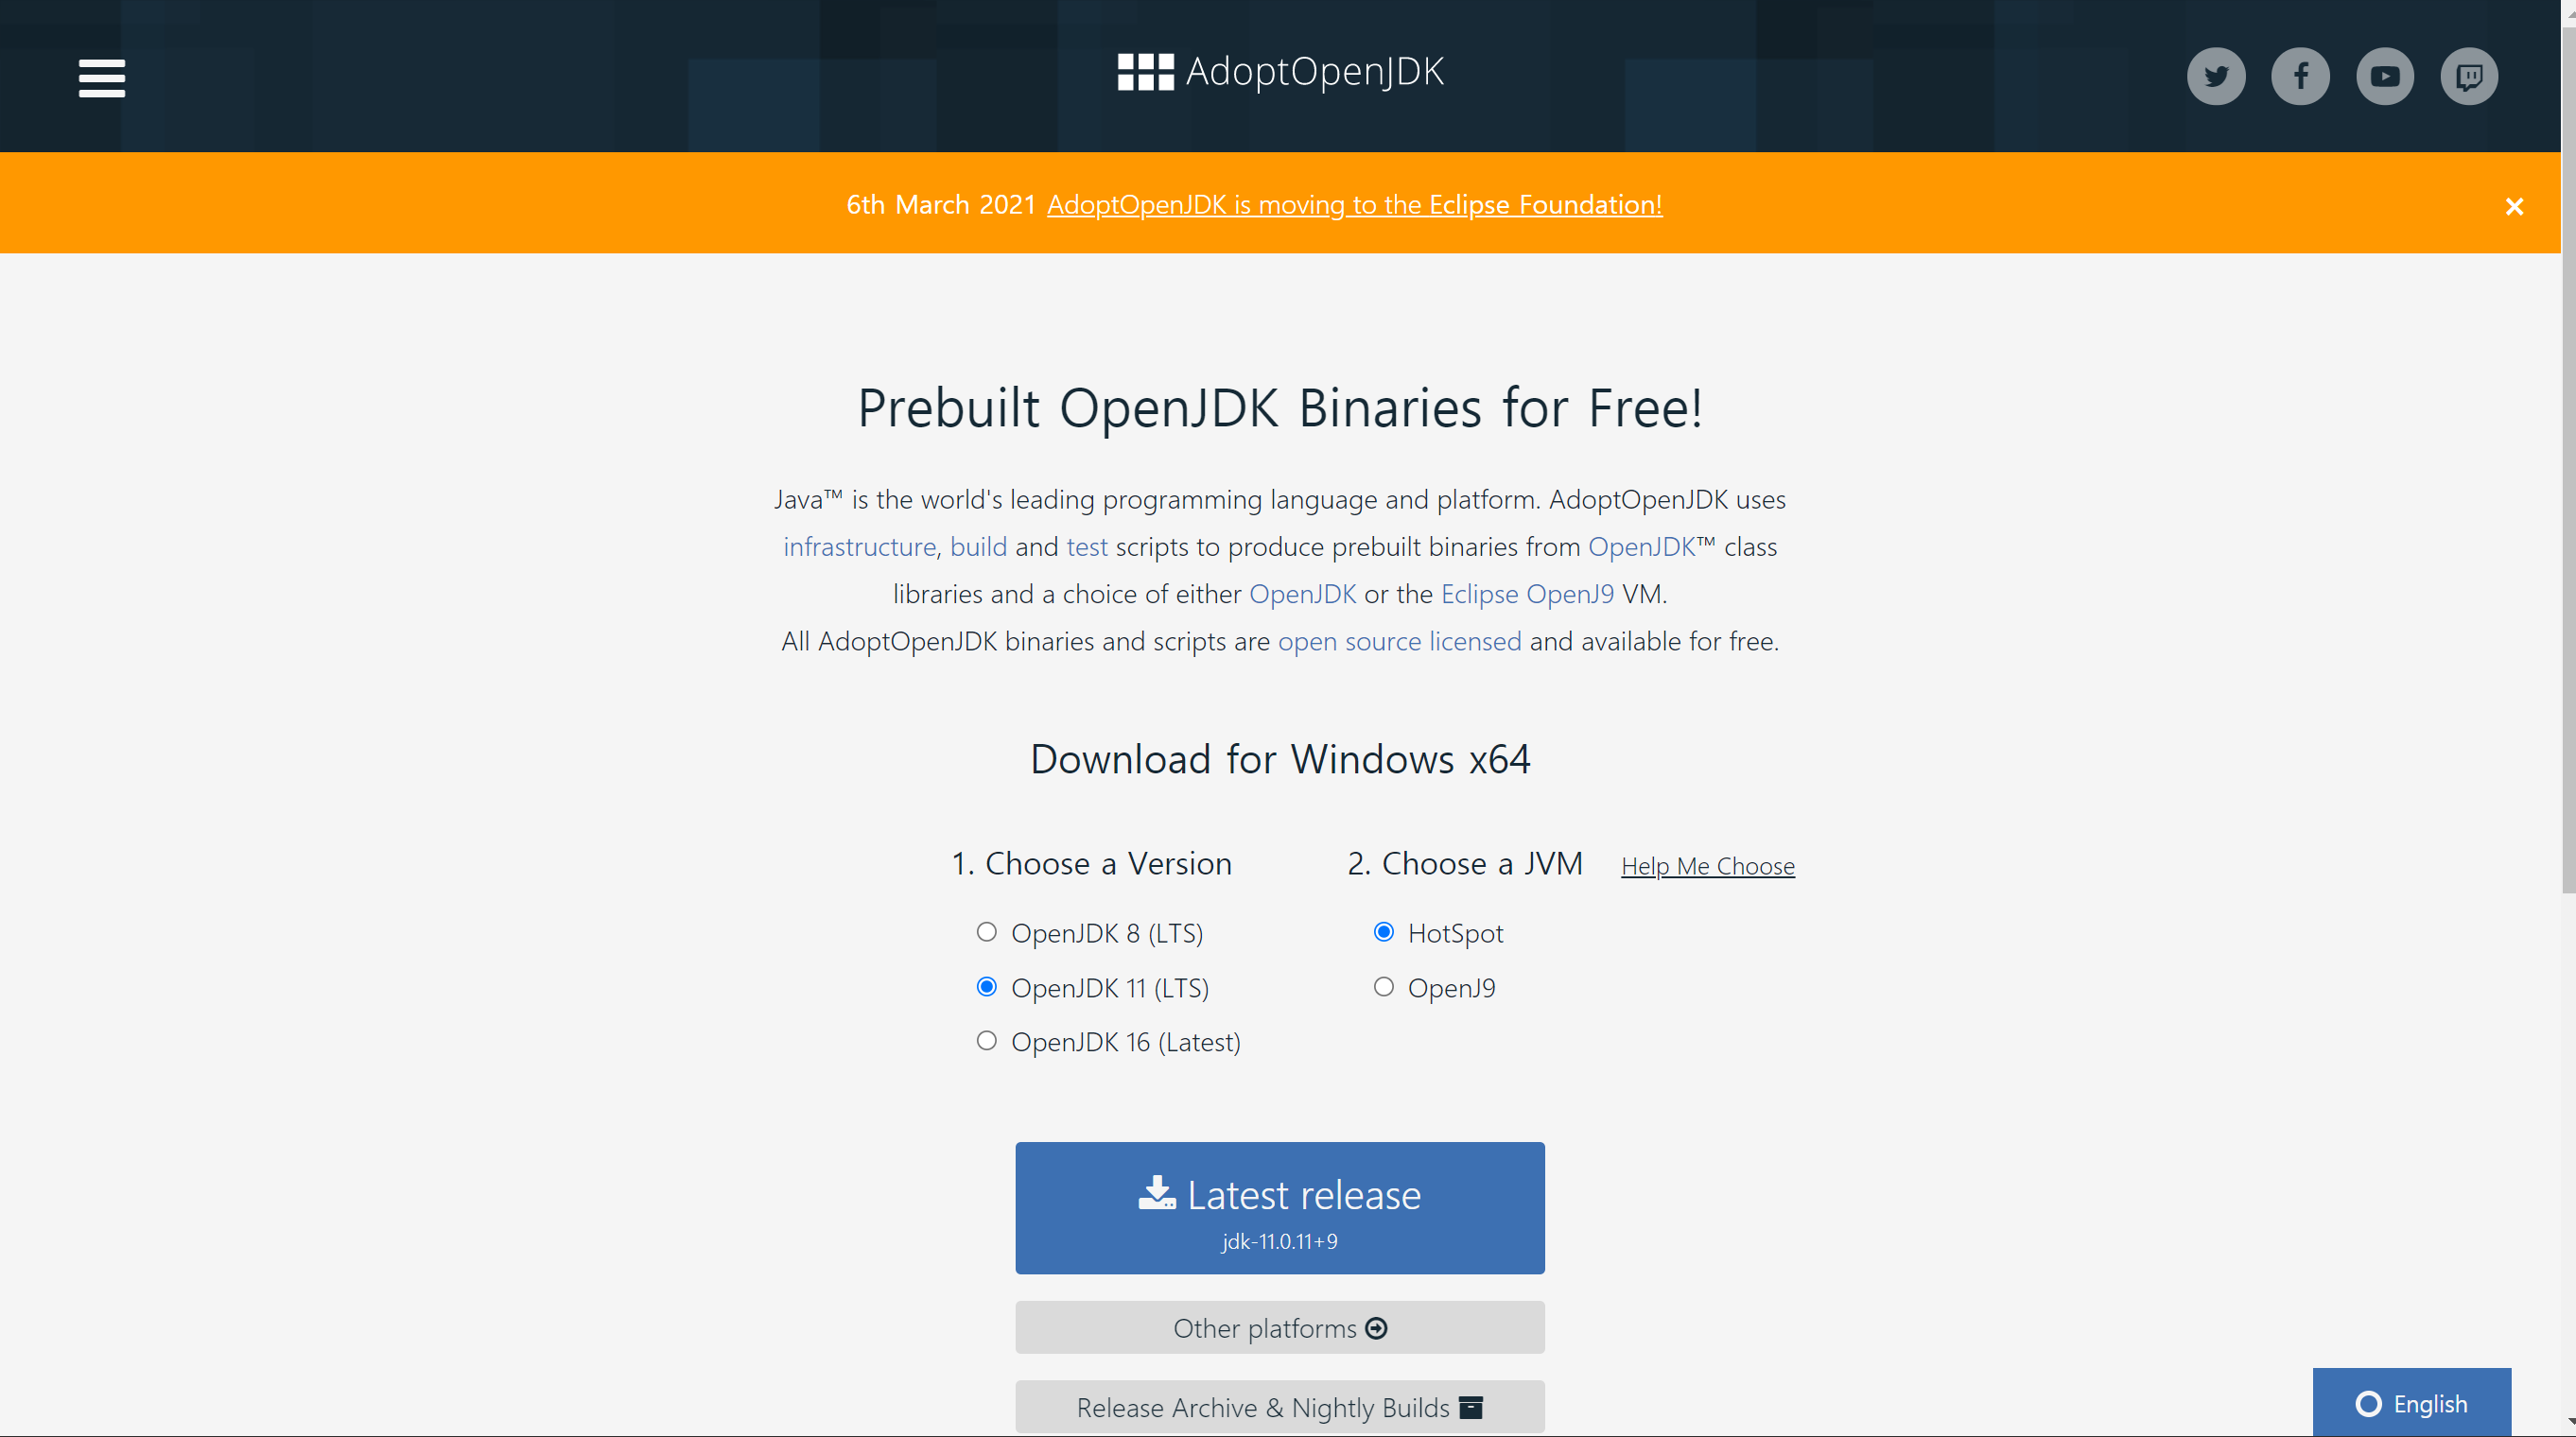 AdoptOpenJDK
6th March 2021 AdoptOpenJDK is moving to the Eclipse Foundation!
Prebuilt OpenJDK Binaries for Free!
Java™ is the world's leading programming language and platform. AdoptOpenJDK uses
infrastructure, build and test scripts to produce prebuilt binaries from OpenJDK™ class
libraries and a choice of either OpenJDK or the Eclipse OpenJ9 VM.
All AdoptOpenJDK binaries and scripts are open source licensed and available for free.
Download for Windows x64
1. Choose a Version
2. Choose a JVM Help Me Choose
OpenJDK 8 (LTS)
OpenJDK 11 (LTS)
OpenJDK 16 (Latest)
HotSpot
OpenJ9
Latest release
jdk-11.0.11+9
Other platforms
Release Archive & Nightly Builds
English